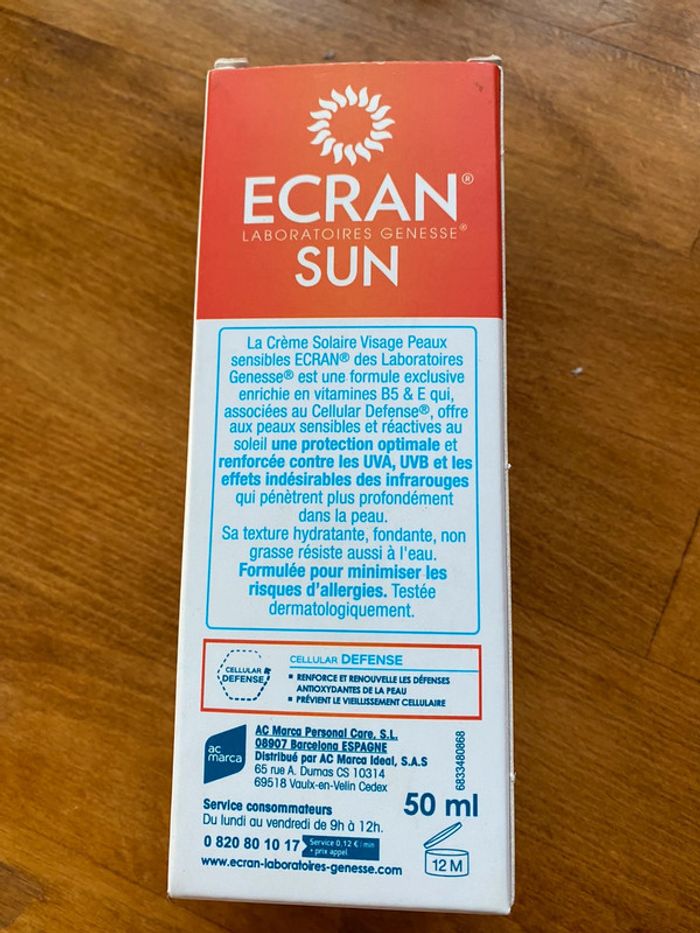 ECRAN®
LABORATOIRES GENESSE®
SUN
La Crème Solaire Visage Peaux
sensibles ECRAN® des Laboratoires
Genesse® est une formule exclusive
enrichie en vitamines B5 & E qui,
associées au Cellular Defense®, offre
aux peaux sensibles et réactives au
soleil une protection optimale et
renforcée contre les UVA, UVB et les
effets indésirables des infrarouges
qui pénètrent plus profondément
dans la peau.
Sa texture hydratante, fondante, non
grasse résiste aussi à l'eau.
Formulée pour minimiser les
risques d'allergies. Testée
dermatologiquement.
CELLULAR
DEFENSE
CELLULAR DEFENSE
▪ RENFORCE ET RENOUVELLE LES DÉFENSES
ANTIOXYDANTES DE LA PEAU
▪ PRÉVIENT LE VIEILLISSEMENT CELLULAIRE
ac
marca
AC Marca Personal Care, S.L.
08907 Barcelona ESPAGNE
Distribué par AC Marca Ideal, S.A.S
65 rue A. Dumas CS 10314
69518 Vaulx-en-Velin Cedex
6833480868
50 ml
Service consommateurs
Du lundi au vendredi de 9h à 12h.
0 820 80 10 17 Service 0,12 € / min
+ prix appel
www.ecran-laboratoires-genesse.com
12 M